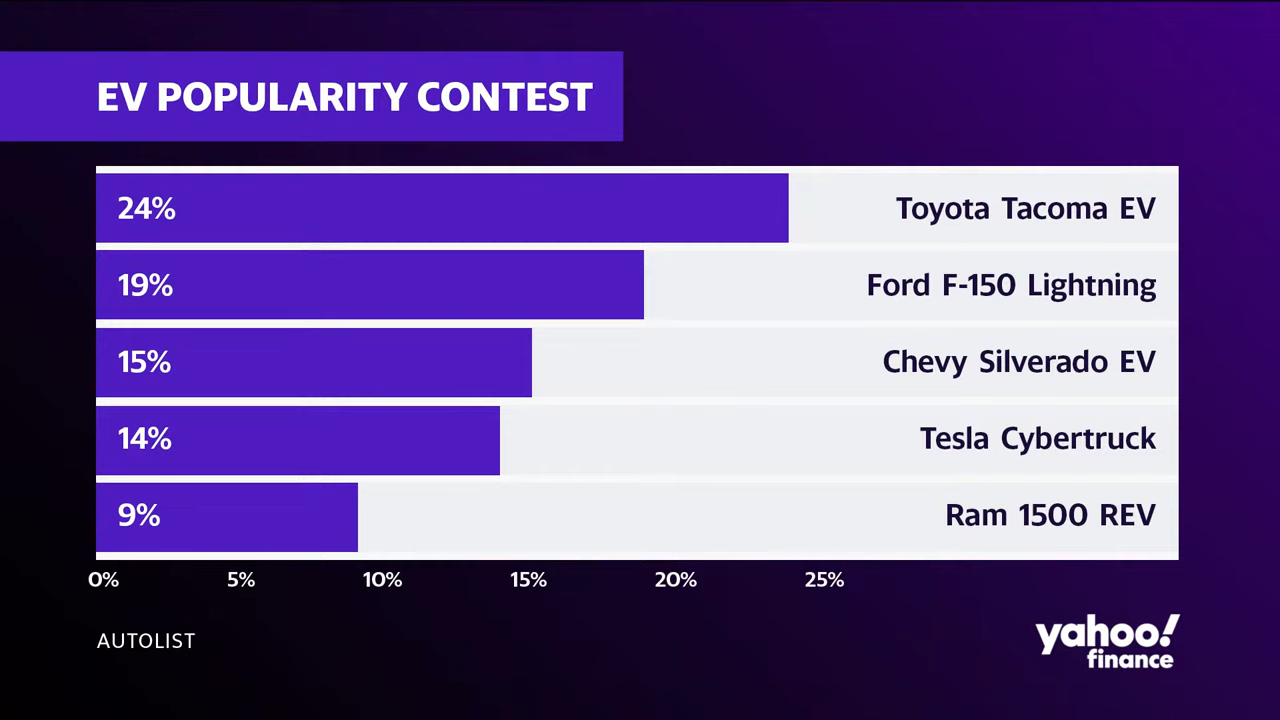 EV POPULARITY CONTEST
24% Toyota Tacoma EV
19% Ford F-150 Lightning
15% Chevy Silverado EV
14% Tesla Cybertruck
9% Ram 1500 REV
0% 5% 10% 15% 20% 25%
AUTOLIST
yahoo!
finance